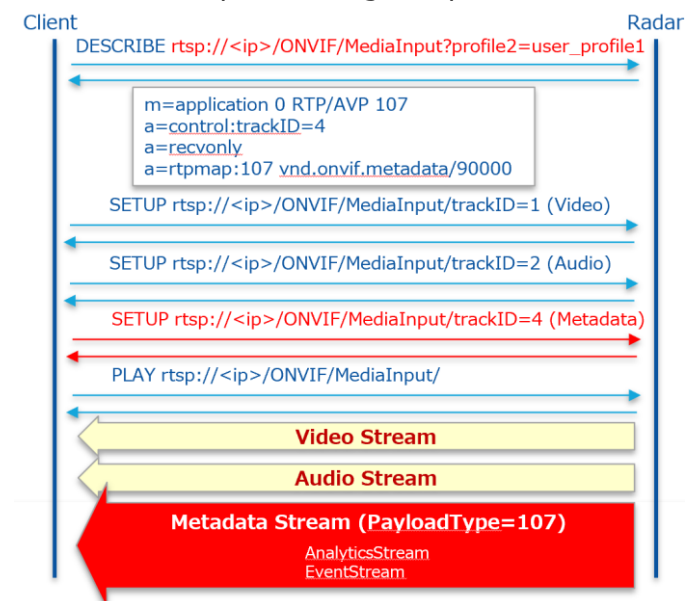 Client
Radar
DESCRIBE rtsp://<ip>/ONVIF/MediaInput?profile2=user_profile1
m=application 0 RTP/AVP 107
a=control:trackID=4
a=recvonly
a=rtpmap:107 vnd.onvif.metadata/90000
SETUP rtsp://<ip>/ONVIF/MediaInput/trackID=1 (Video)
SETUP rtsp://<ip>/ONVIF/MediaInput/trackID=2 (Audio)
SETUP rtsp://<ip>/ONVIF/MediaInput/trackID=4 (Metadata)
PLAY rtsp://<ip>/ONVIF/MediaInput/
Video Stream
Audio Stream
Metadata Stream (PayloadType=107)
AnalyticsStream
EventStream